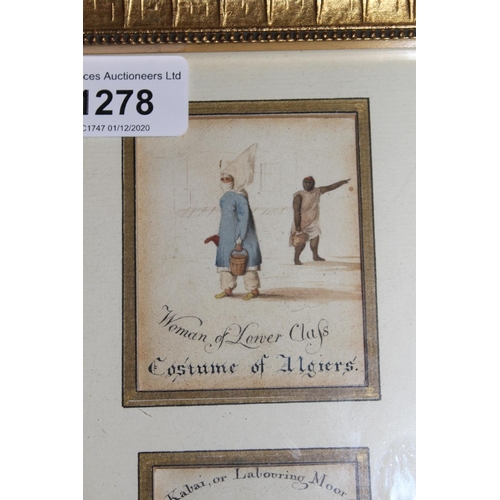 ces Auctioneers Ltd
1278
C1747 01/12/2020
Woman of Lower Claſs
Costume of Algiers.
Kabai, or Labouring Moor